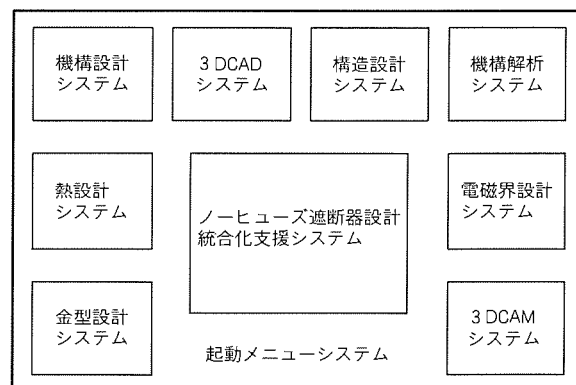 機構設計
システム
3 DCAD
システム
構造設計
システム
機構解析
システム
熱設計
システム
ノーヒューズ遮断器設計
統合化支援システム
電磁界設計
システム
金型設計
システム
3 DCAM
システム
起動メニューシステム